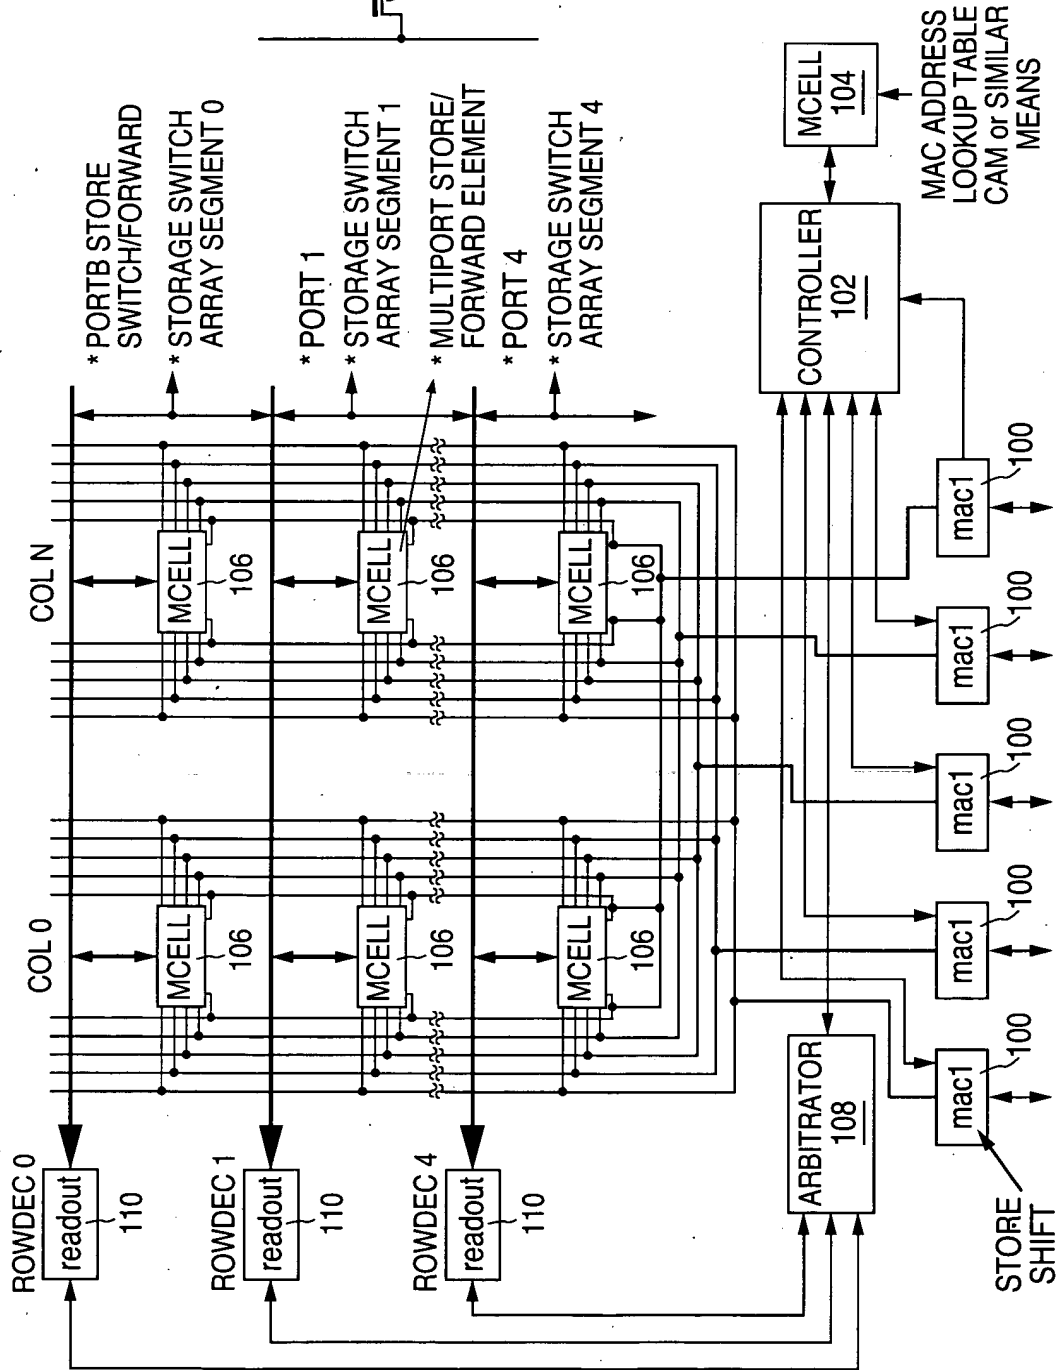 COL 0
COL N
* PORTB STORE
SWITCH/FORWARD
* STORAGE SWITCH
ARRAY SEGMENT 0
ROWDEC 0
readout
110
MCELL
106
MCELL
106
* PORT 1
* STORAGE SWITCH
ARRAY SEGMENT 1
* MULTIPORT STORE/
FORWARD ELEMENT
ROWDEC 1
readout
110
MCELL
106
MCELL
106
* PORT 4
* STORAGE SWITCH
ARRAY SEGMENT 4
ROWDEC 4
readout
110
MCELL
106
MCELL
106
ARBITRATOR
108
CONTROLLER
102
MCELL
104
MAC ADDRESS
LOOKUP TABLE
CAM or SIMILAR
MEANS
STORE
SHIFT
mac1
100
mac1
100
mac1
100
mac1
100
mac1
100